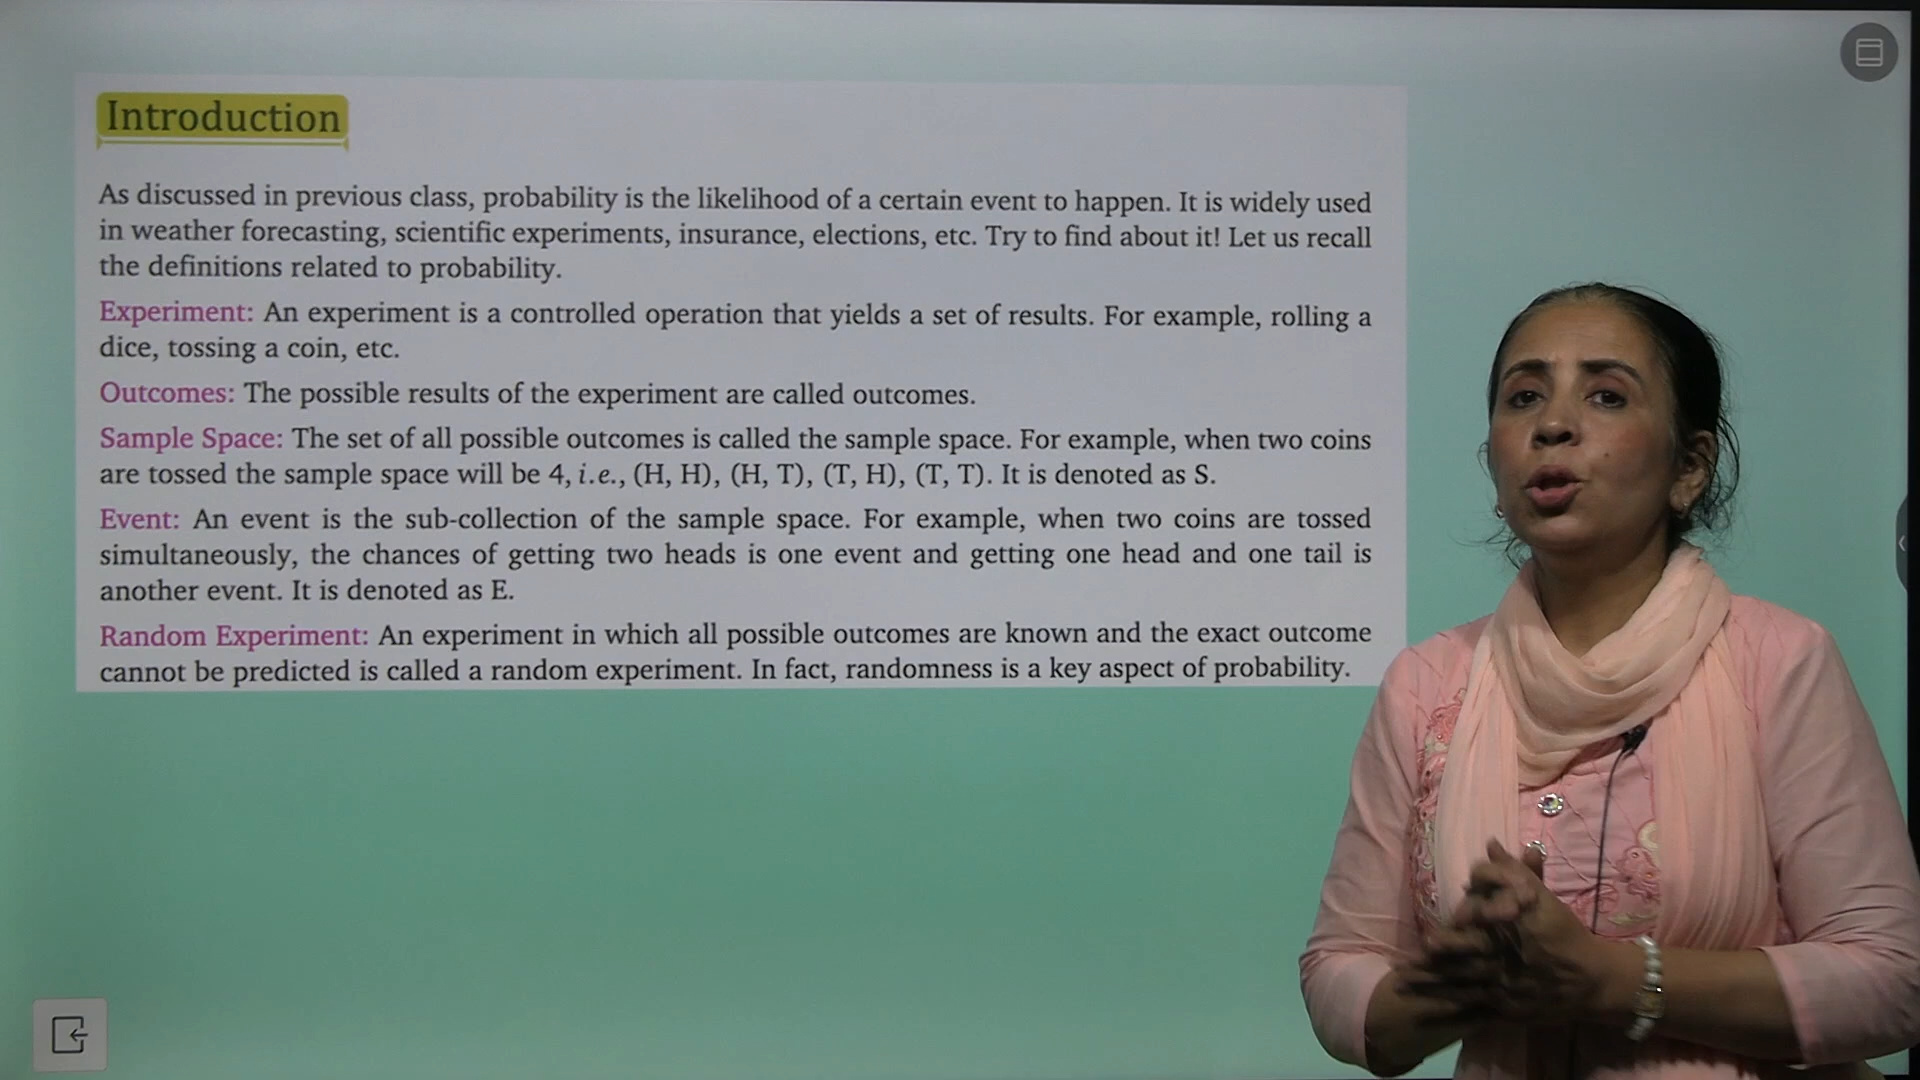 Introduction
As discussed in previous class, probability is the likelihood of a certain event to happen. It is widely used
in weather forecasting, scientific experiments, insurance, elections, etc. Try to find about it! Let us recall
the definitions related to probability.
Experiment: An experiment is a controlled operation that yields a set of results. For example, rolling a
dice, tossing a coin, etc.
Outcomes: The possible results of the experiment are called outcomes.
Sample Space: The set of all possible outcomes is called the sample space. For example, when two coins
are tossed the sample space will be 4, i.e., (H, H), (H, T), (T, H), (T, T). It is denoted as S.
Event: An event is the sub-collection of the sample space. For example, when two coins are tossed
simultaneously, the chances of getting two heads is one event and getting one head and one tail is
another event. It is denoted as E.
Random Experiment: An experiment in which all possible outcomes are known and the exact outcome
cannot be predicted is called a random experiment. In fact, randomness is a key aspect of probability.